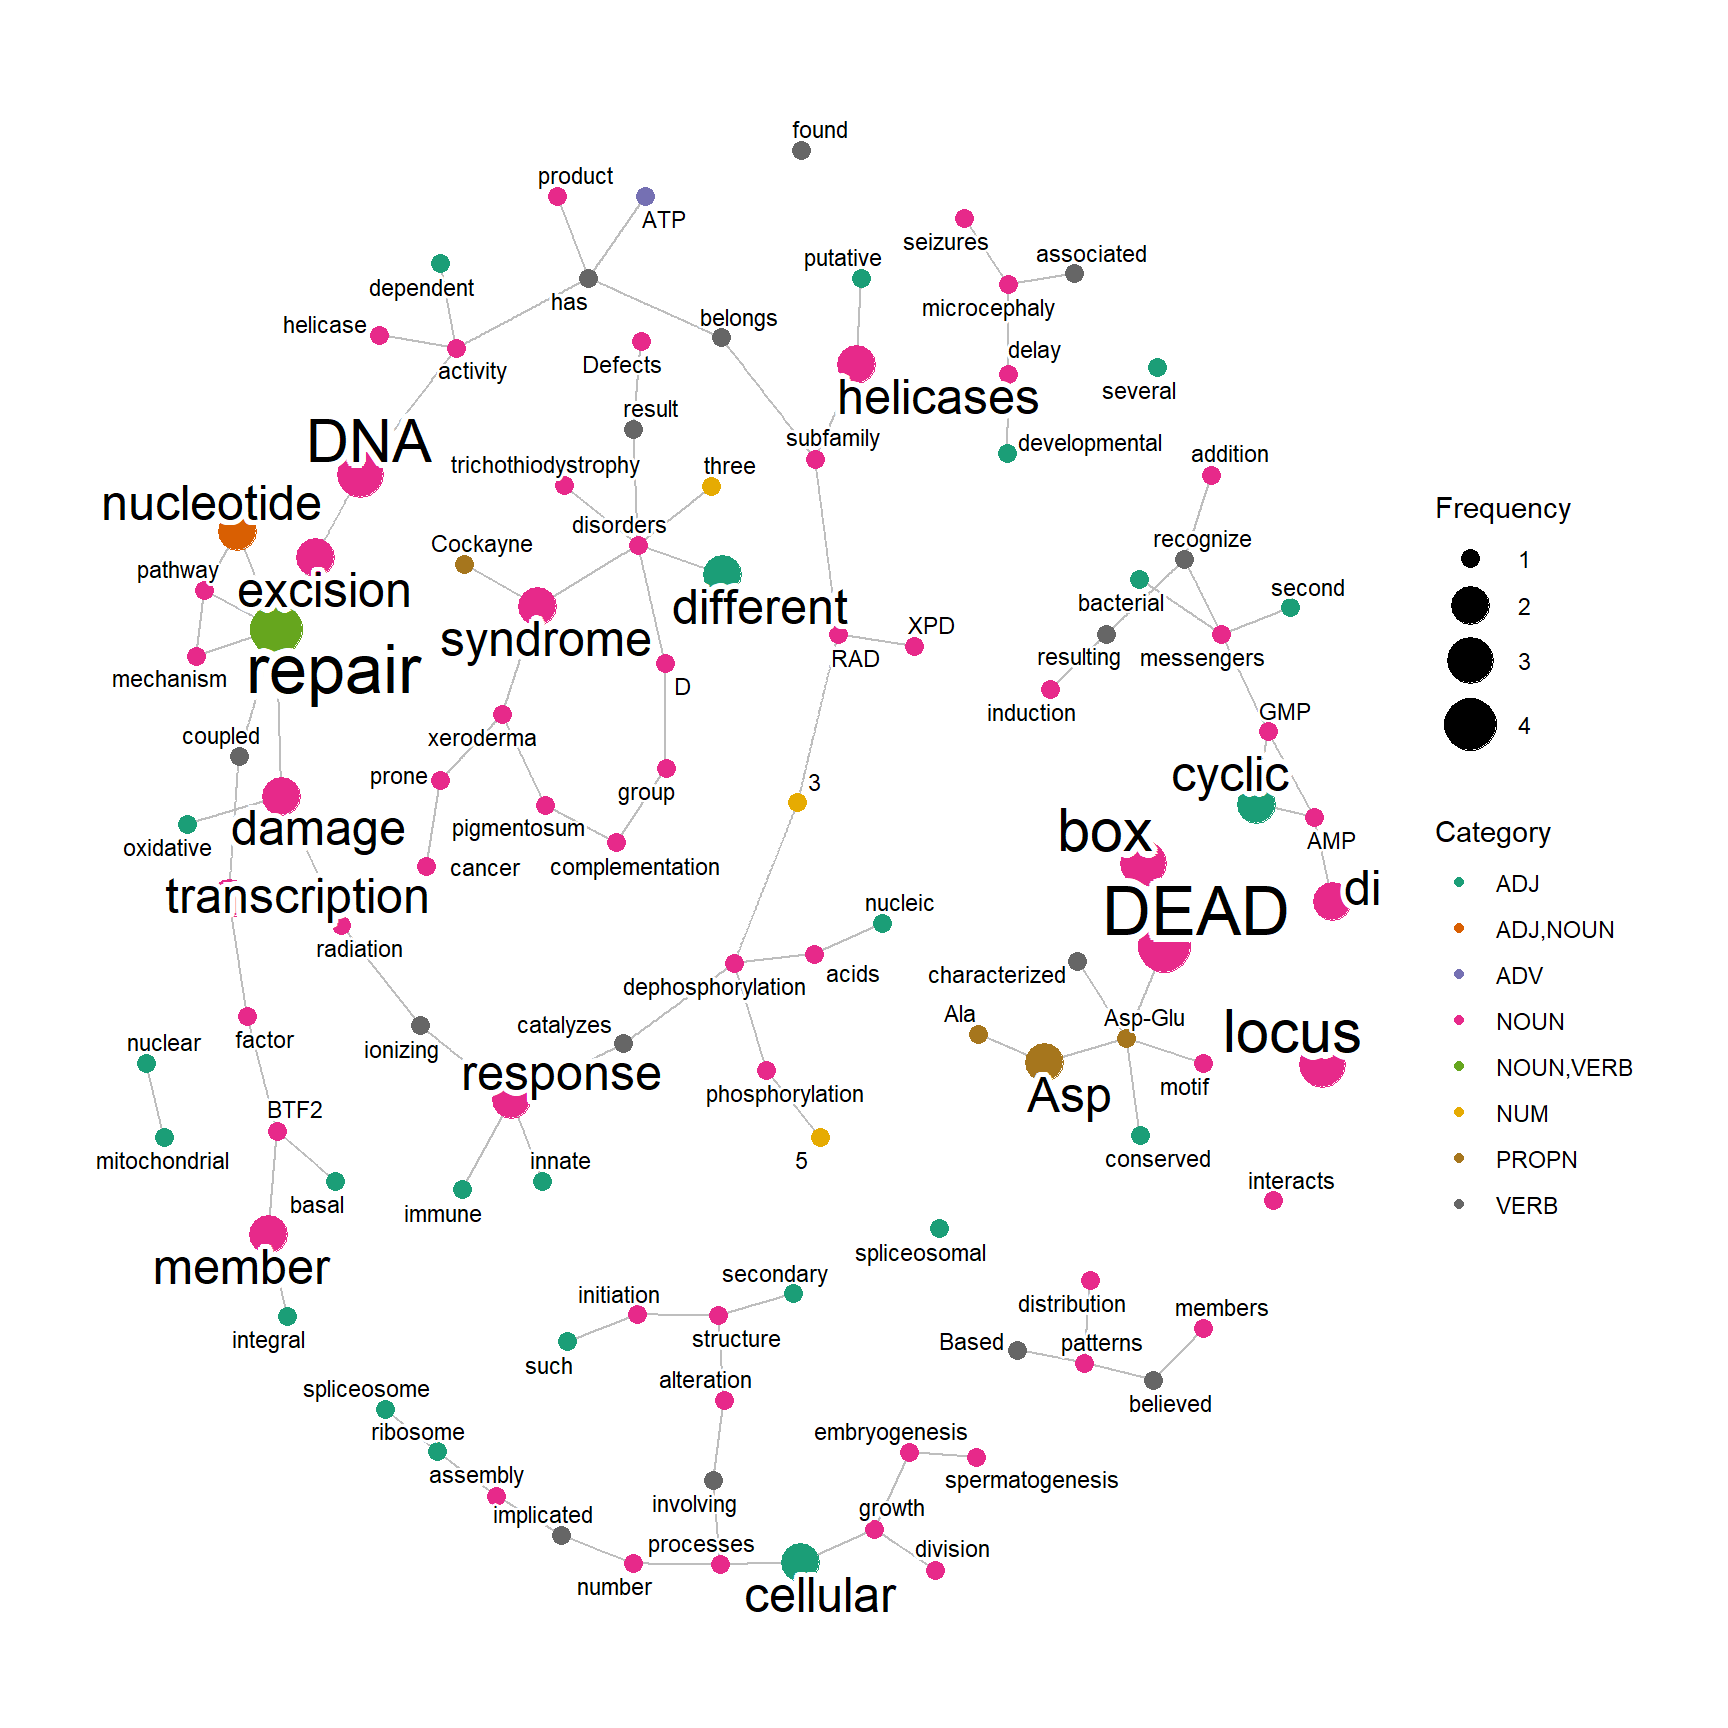 found
product
ATP
seizures
putative
associated
dependent
has
microcephaly
helicase
belongs
delay
Defects
activity
helicases
several
result
DNA
subfamily
developmental
addition
trichothiodystrophy
three
nucleotide
disorders
Cockayne
recognize
pathway
excision
different
bacterial
second
syndrome
XPD
RAD
resulting
messengers
repair
mechanism
D
induction
GMP
coupled
xeroderma
prone
3
cyclic
group
pigmentosum
damage
oxidative
box
AMP
cancer
complementation
transcription
di
DEAD
nucleic
radiation
characterized
acids
dephosphorylation
Ala
Asp-Glu
catalyzes
locus
nuclear
factor
ionizing
response
motif
phosphorylation
Asp
BTF2
mitochondrial
innate
5
conserved
interacts
basal
immune
spliceosomal
member
secondary
initiation
distribution
members
integral
structure
Based
patterns
such
alteration
spliceosome
believed
ribosome
embryogenesis
assembly
spermatogenesis
involving
growth
implicated
processes
division
number
cellular
Frequency
1
2
3
4
Category
ADJ
ADJ,NOUN
ADV
NOUN
NOUN,VERB
NUM
PROPN
VERB